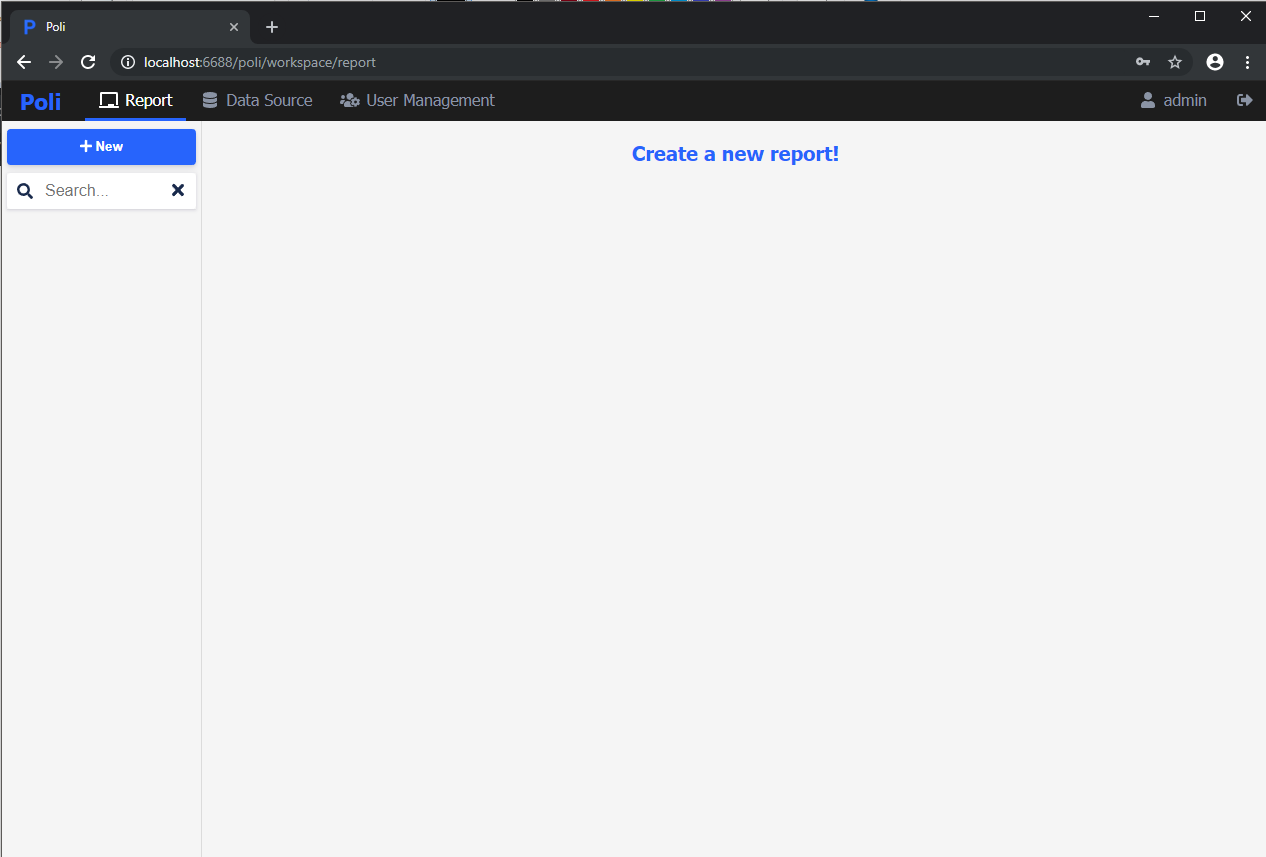 Poli
localhost:6688/poli/workspace/report
Poli Report Data Source User Management admin
New
Search...
Create a new report!